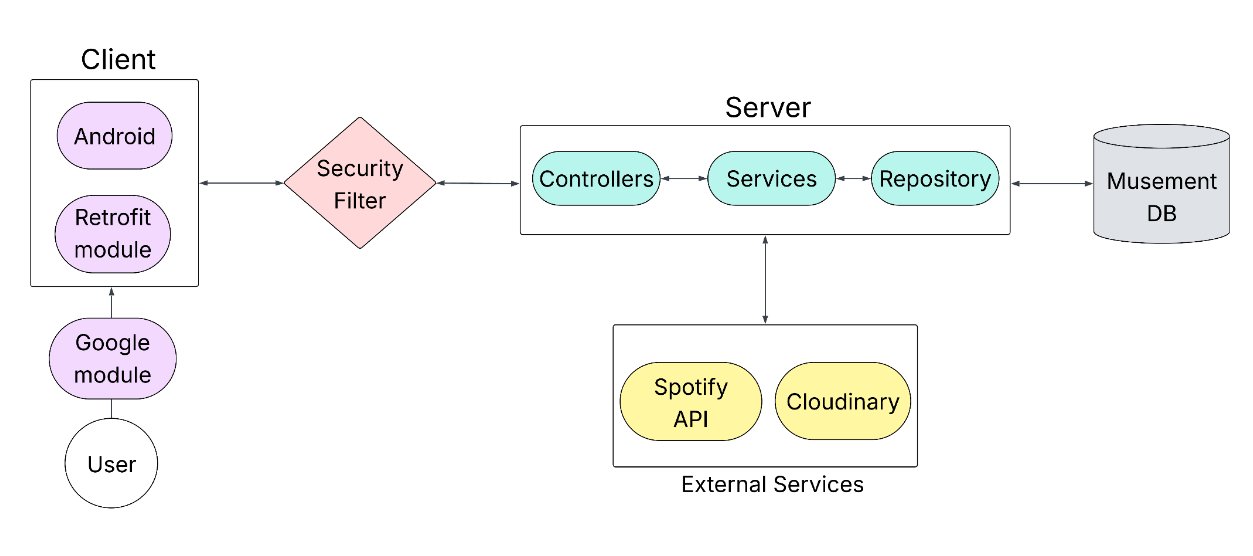 Client
Android
Retrofit
module
Google
module
User
Security
Filter
Server
Controllers
Services
Repository
Musement
DB
Spotify
API
Cloudinary
External Services